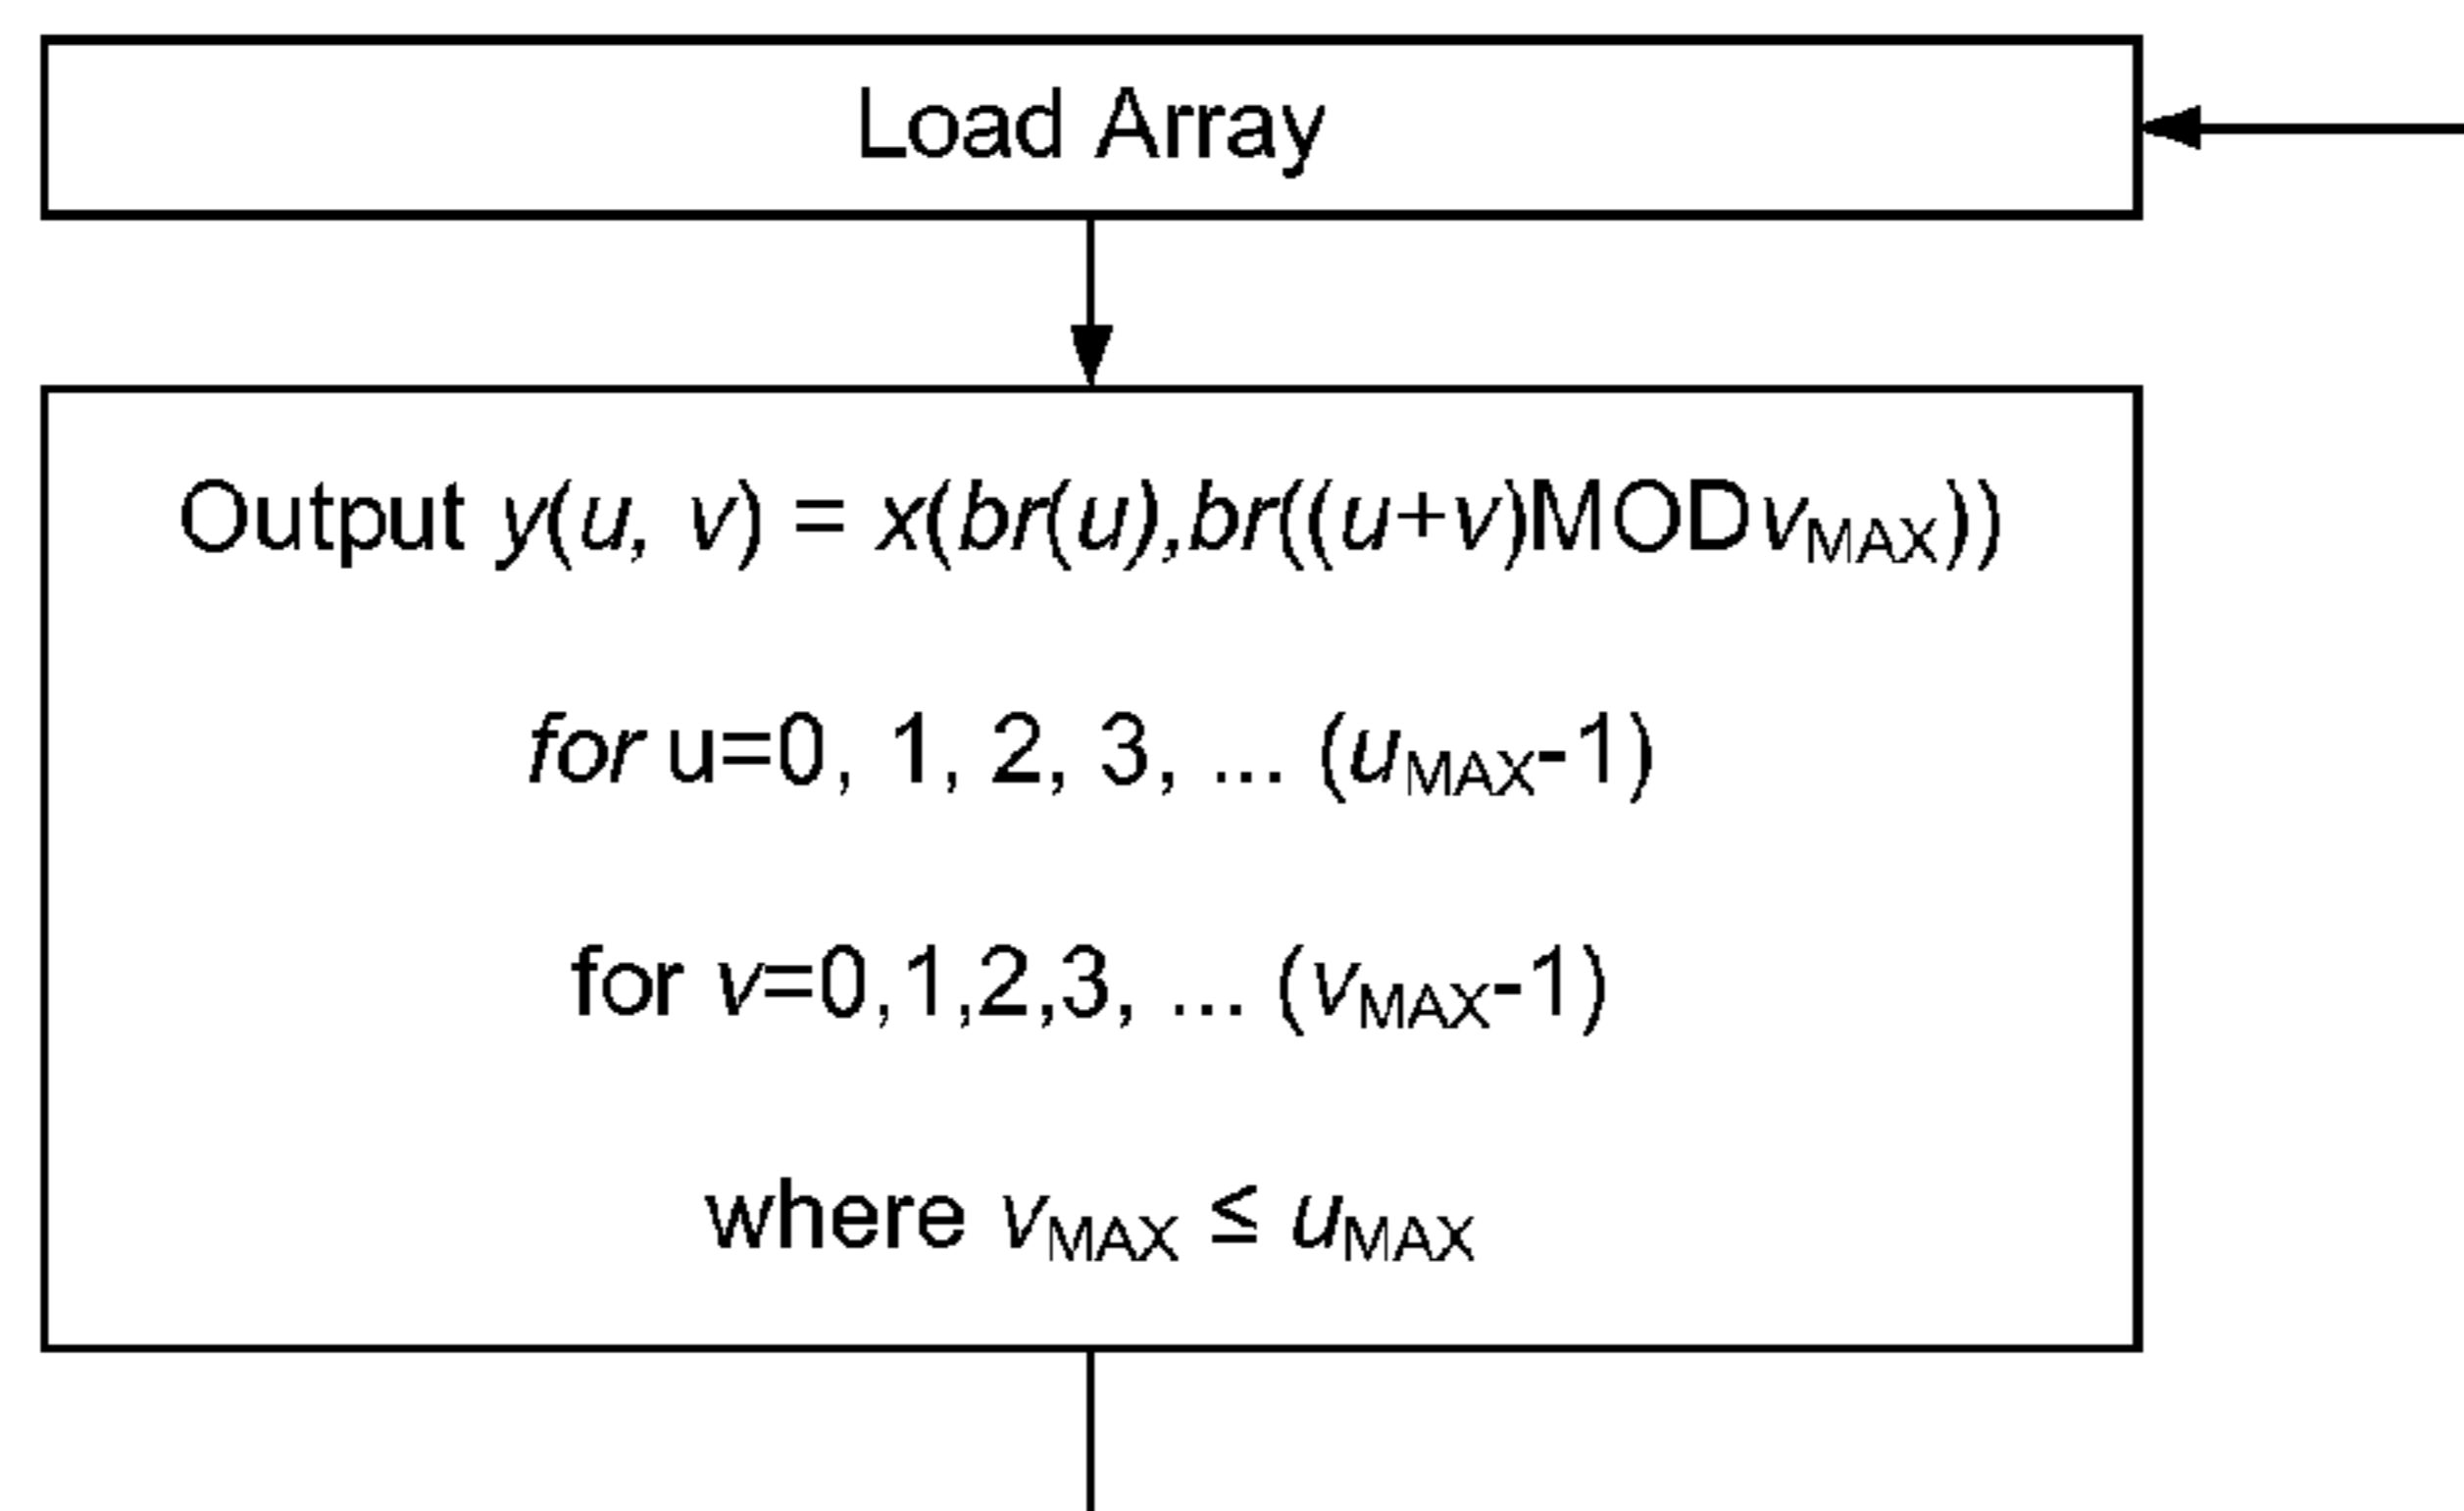 Load Array
Output y(u, v) = x(br(u),br((u+v)MODvMAX))
for u=0, 1, 2, 3, ... (uMAX-1)
for v=0,1,2,3, ... (vMAX-1)
where vMAX ≤ uMAX